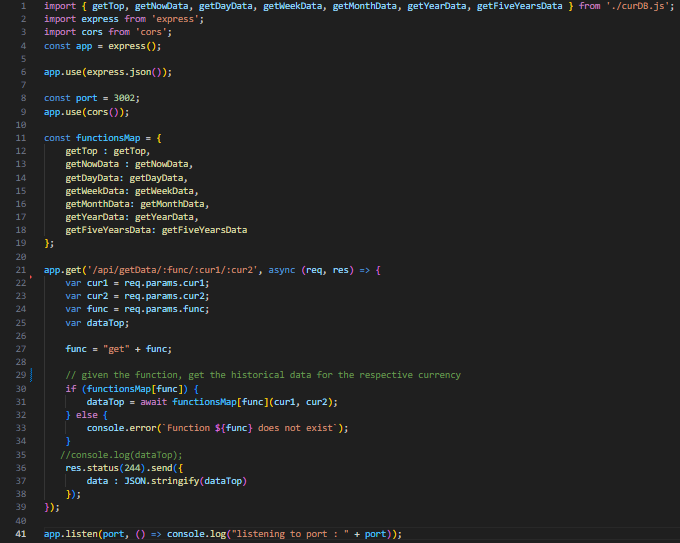 1 import { getTop, getNowData, getDayData, getWeekData, getMonthData, getYearData, getFiveYearsData } from './curDB.js';
2 import express from 'express';
3 import cors from 'cors';
4 const app = express();
5
6 app.use(express.json());
7
8 const port = 3002;
9 app.use(cors());
10
11 const functionsMap = {
12     getTop : getTop,
13     getNowData : getNowData,
14     getDayData: getDayData,
15     getWeekData: getWeekData,
16     getMonthData: getMonthData,
17     getYearData: getYearData,
18     getFiveYearsData: getFiveYearsData
19 };
20
21 app.get('/api/getData/:func/:cur1/:cur2', async (req, res) => {
22     var cur1 = req.params.cur1;
23     var cur2 = req.params.cur2;
24     var func = req.params.func;
25     var dataTop;
26
27     func = "get" + func;
28
29     // given the function, get the historical data for the respective currency
30     if (functionsMap[func]) {
31         dataTop = await functionsMap[func](cur1, cur2);
32     } else {
33         console.error(`Function ${func} does not exist`);
34     }
35    //console.log(dataTop);
36     res.status(244).send({
37         data : JSON.stringify(dataTop)
38     });
39 });
40
41 app.listen(port, () => console.log("listening to port : " + port));